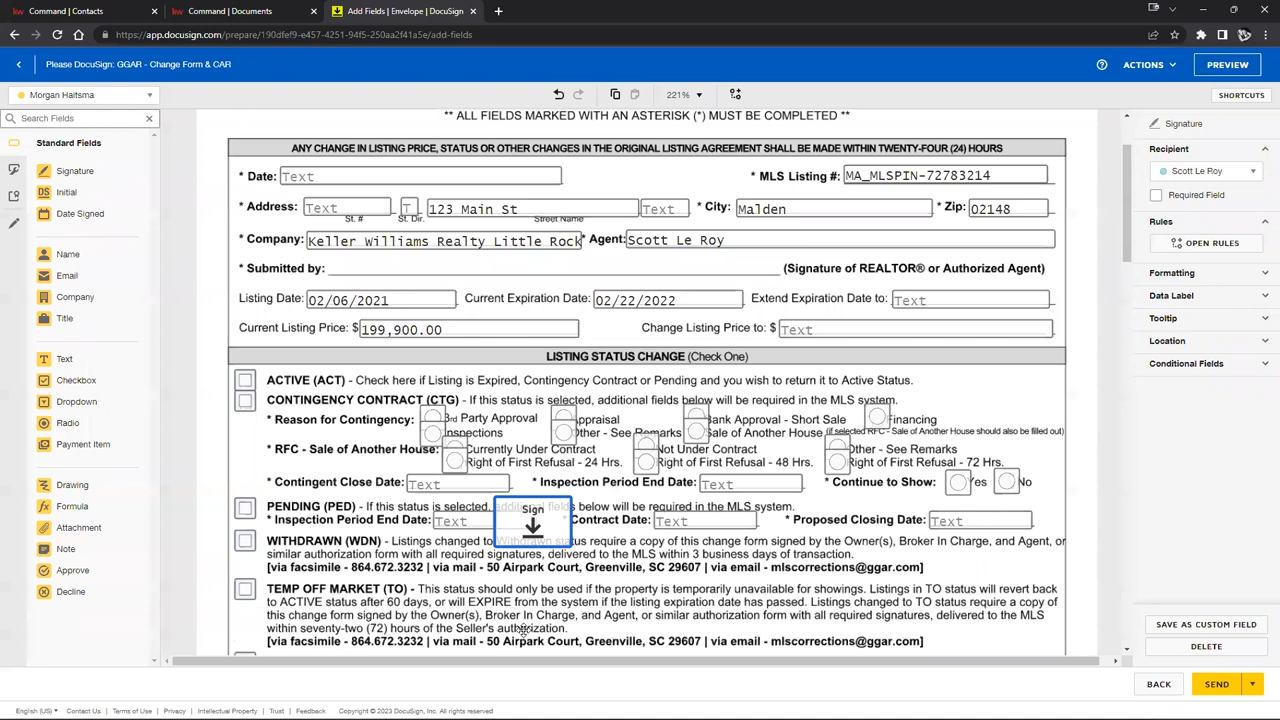 Command | Contacts
Command | Documents
Add Fields | Envelope | DocuSign
https://app.docusign.com/prepare/190dfef9-e457-4251-94f5-250aa2f41a5e/add-fields
Please DocuSign: GGAR - Change Form & CAR
ACTIONS
PREVIEW
Morgan Haitsma
221%
SHORTCUTS
Search Fields
Standard Fields
Signature
Initial
Date Signed
Name
Email
Company
Title
Text
Checkbox
Dropdown
Radio
Payment Item
Drawing
Formula
Attachment
Note
Approve
Decline
** ALL FIELDS MARKED WITH AN ASTERISK (*) MUST BE COMPLETED **
ANY CHANGE IN LISTING PRICE, STATUS OR OTHER CHANGES IN THE ORIGINAL LISTING AGREEMENT SHALL BE MADE WITHIN TWENTY-FOUR (24) HOURS
* Date: Text * MLS Listing #: MA_MLSPIN-72783214
* Address: Text T 123 Main St Text * City: Malden * Zip: 02148
St. # St. Dir. Street Name
* Company: Keller Williams Realty Little Rock * Agent: Scott Le Roy
* Submitted by: (Signature of REALTOR® or Authorized Agent)
Listing Date: 02/06/2021 Current Expiration Date: 02/22/2022 Extend Expiration Date to: Text
Current Listing Price: $ 199,900.00 Change Listing Price to: $ Text
LISTING STATUS CHANGE (Check One)
ACTIVE (ACT) - Check here if Listing is Expired, Contingency Contract or Pending and you wish to return it to Active Status.
CONTINGENCY CONTRACT (CTG) - If this status is selected, additional fields below will be required in the MLS system.
* Reason for Contingency: 3rd Party Approval Appraisal Bank Approval - Short Sale Financing
Inspections Other - See Remarks Sale of Another House (if selected RFC - Sale of Another House should also be filled out)
* RFC - Sale of Another House: Currently Under Contract Not Under Contract Other - See Remarks
Right of First Refusal - 24 Hrs. Right of First Refusal - 48 Hrs. Right of First Refusal - 72 Hrs.
* Contingent Close Date: Text * Inspection Period End Date: Text * Continue to Show: Yes No
PENDING (PED) - If this status is selected, additional fields below will be required in the MLS system.
* Inspection Period End Date: Text * Contract Date: Text * Proposed Closing Date: Text
Sign
WITHDRAWN (WDN) - Listings changed to Withdrawn status require a copy of this change form signed by the Owner(s), Broker In Charge, and Agent, or
similar authorization form with all required signatures, delivered to the MLS within 3 business days of transaction.
[via facsimile - 864.672.3232 | via mail - 50 Airpark Court, Greenville, SC 29607 | via email - mlscorrections@ggar.com]
TEMP OFF MARKET (TO) - This status should only be used if the property is temporarily unavailable for showings. Listings in TO status will revert back
to ACTIVE status after 60 days, or will EXPIRE from the system if the listing expiration date has passed. Listings changed to TO status require a copy of
this change form signed by the Owner(s), Broker In Charge, and Agent, or similar authorization form with all required signatures, delivered to the MLS
within seventy-two (72) hours of the Seller's authorization.
[via facsimile - 864.672.3232 | via mail - 50 Airpark Court, Greenville, SC 29607 | via email - mlscorrections@ggar.com]
Signature
Recipient
Scott Le Roy
Required Field
Rules
OPEN RULES
Formatting
Data Label
Tooltip
Location
Conditional Fields
SAVE AS CUSTOM FIELD
DELETE
BACK
SEND
English (US) Contact Us Terms of Use Privacy Intellectual Property Trust Feedback Copyright © 2023 DocuSign, Inc. All rights reserved